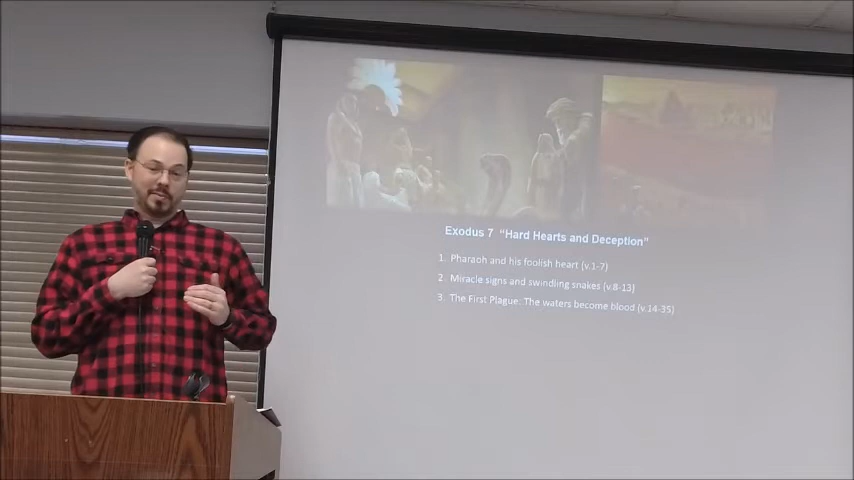 Exodus 7 "Hard Hearts and Deception"
1. Pharaoh and his foolish heart (v.1-7)
2. Miracle signs and swindling snakes (v.8-13)
3. The First Plague: The waters become blood (v.14-35)